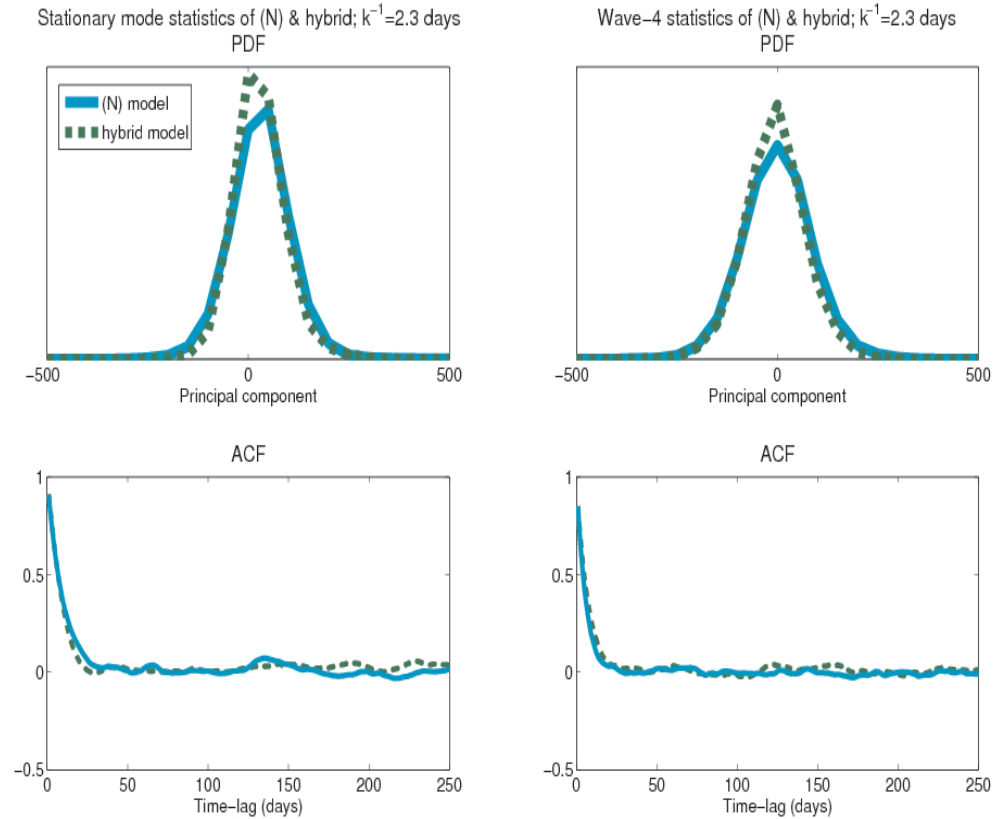 Stationary mode statistics of (N) & hybrid; k⁻¹=2.3 days
PDF
(N) model
hybrid model
−500
0
500
Principal component
Wave−4 statistics of (N) & hybrid; k⁻¹=2.3 days
PDF
−500
0
500
Principal component
ACF
1
0.5
0
−0.5
0
50
100
150
200
250
Time−lag (days)
ACF
1
0.5
0
−0.5
0
50
100
150
200
250
Time−lag (days)